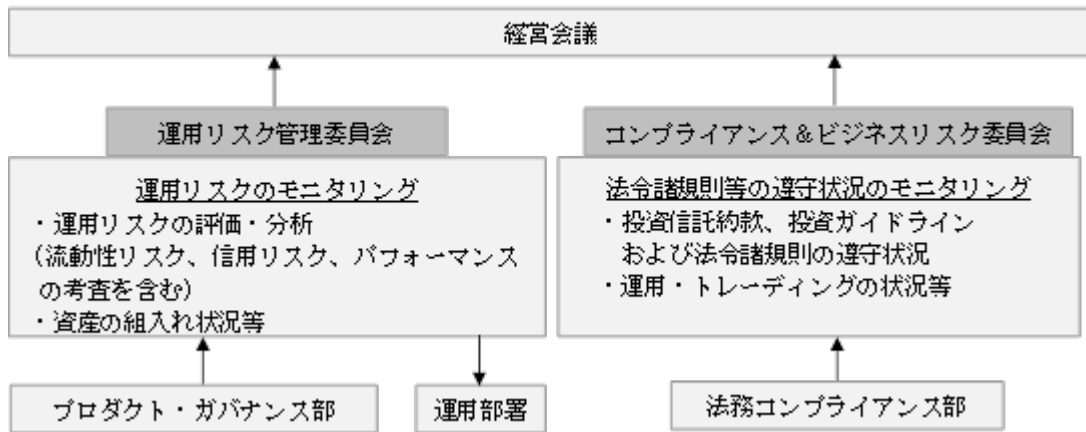 経営会議
運用リスク管理委員会
運用リスクのモニタリング
・運用リスクの評価・分析
(流動性リスク、信用リスク、パフォーマンス
の考査を含む)
・資産の組入れ状況等
プロダクト・ガバナンス部
運用部署
コンプライアンス＆ビジネスリスク委員会
法令諸規則等の遵守状況のモニタリング
・投資信託約款、投資ガイドライン
および法令諸規則の遵守状況
・運用・トレーディングの状況等
法務コンプライアンス部